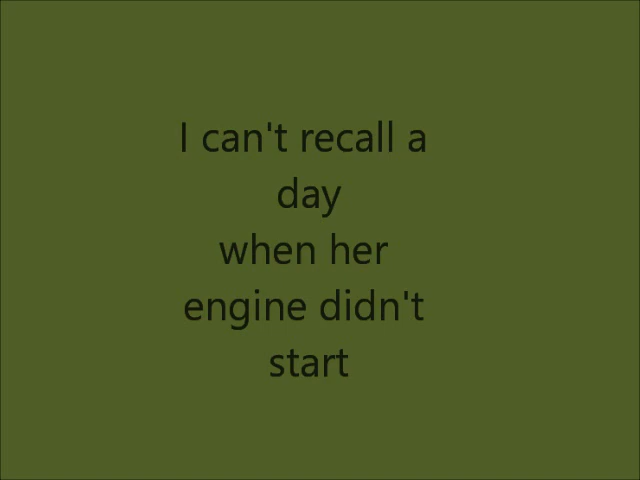 I can't recall a
day
when her
engine didn't
start